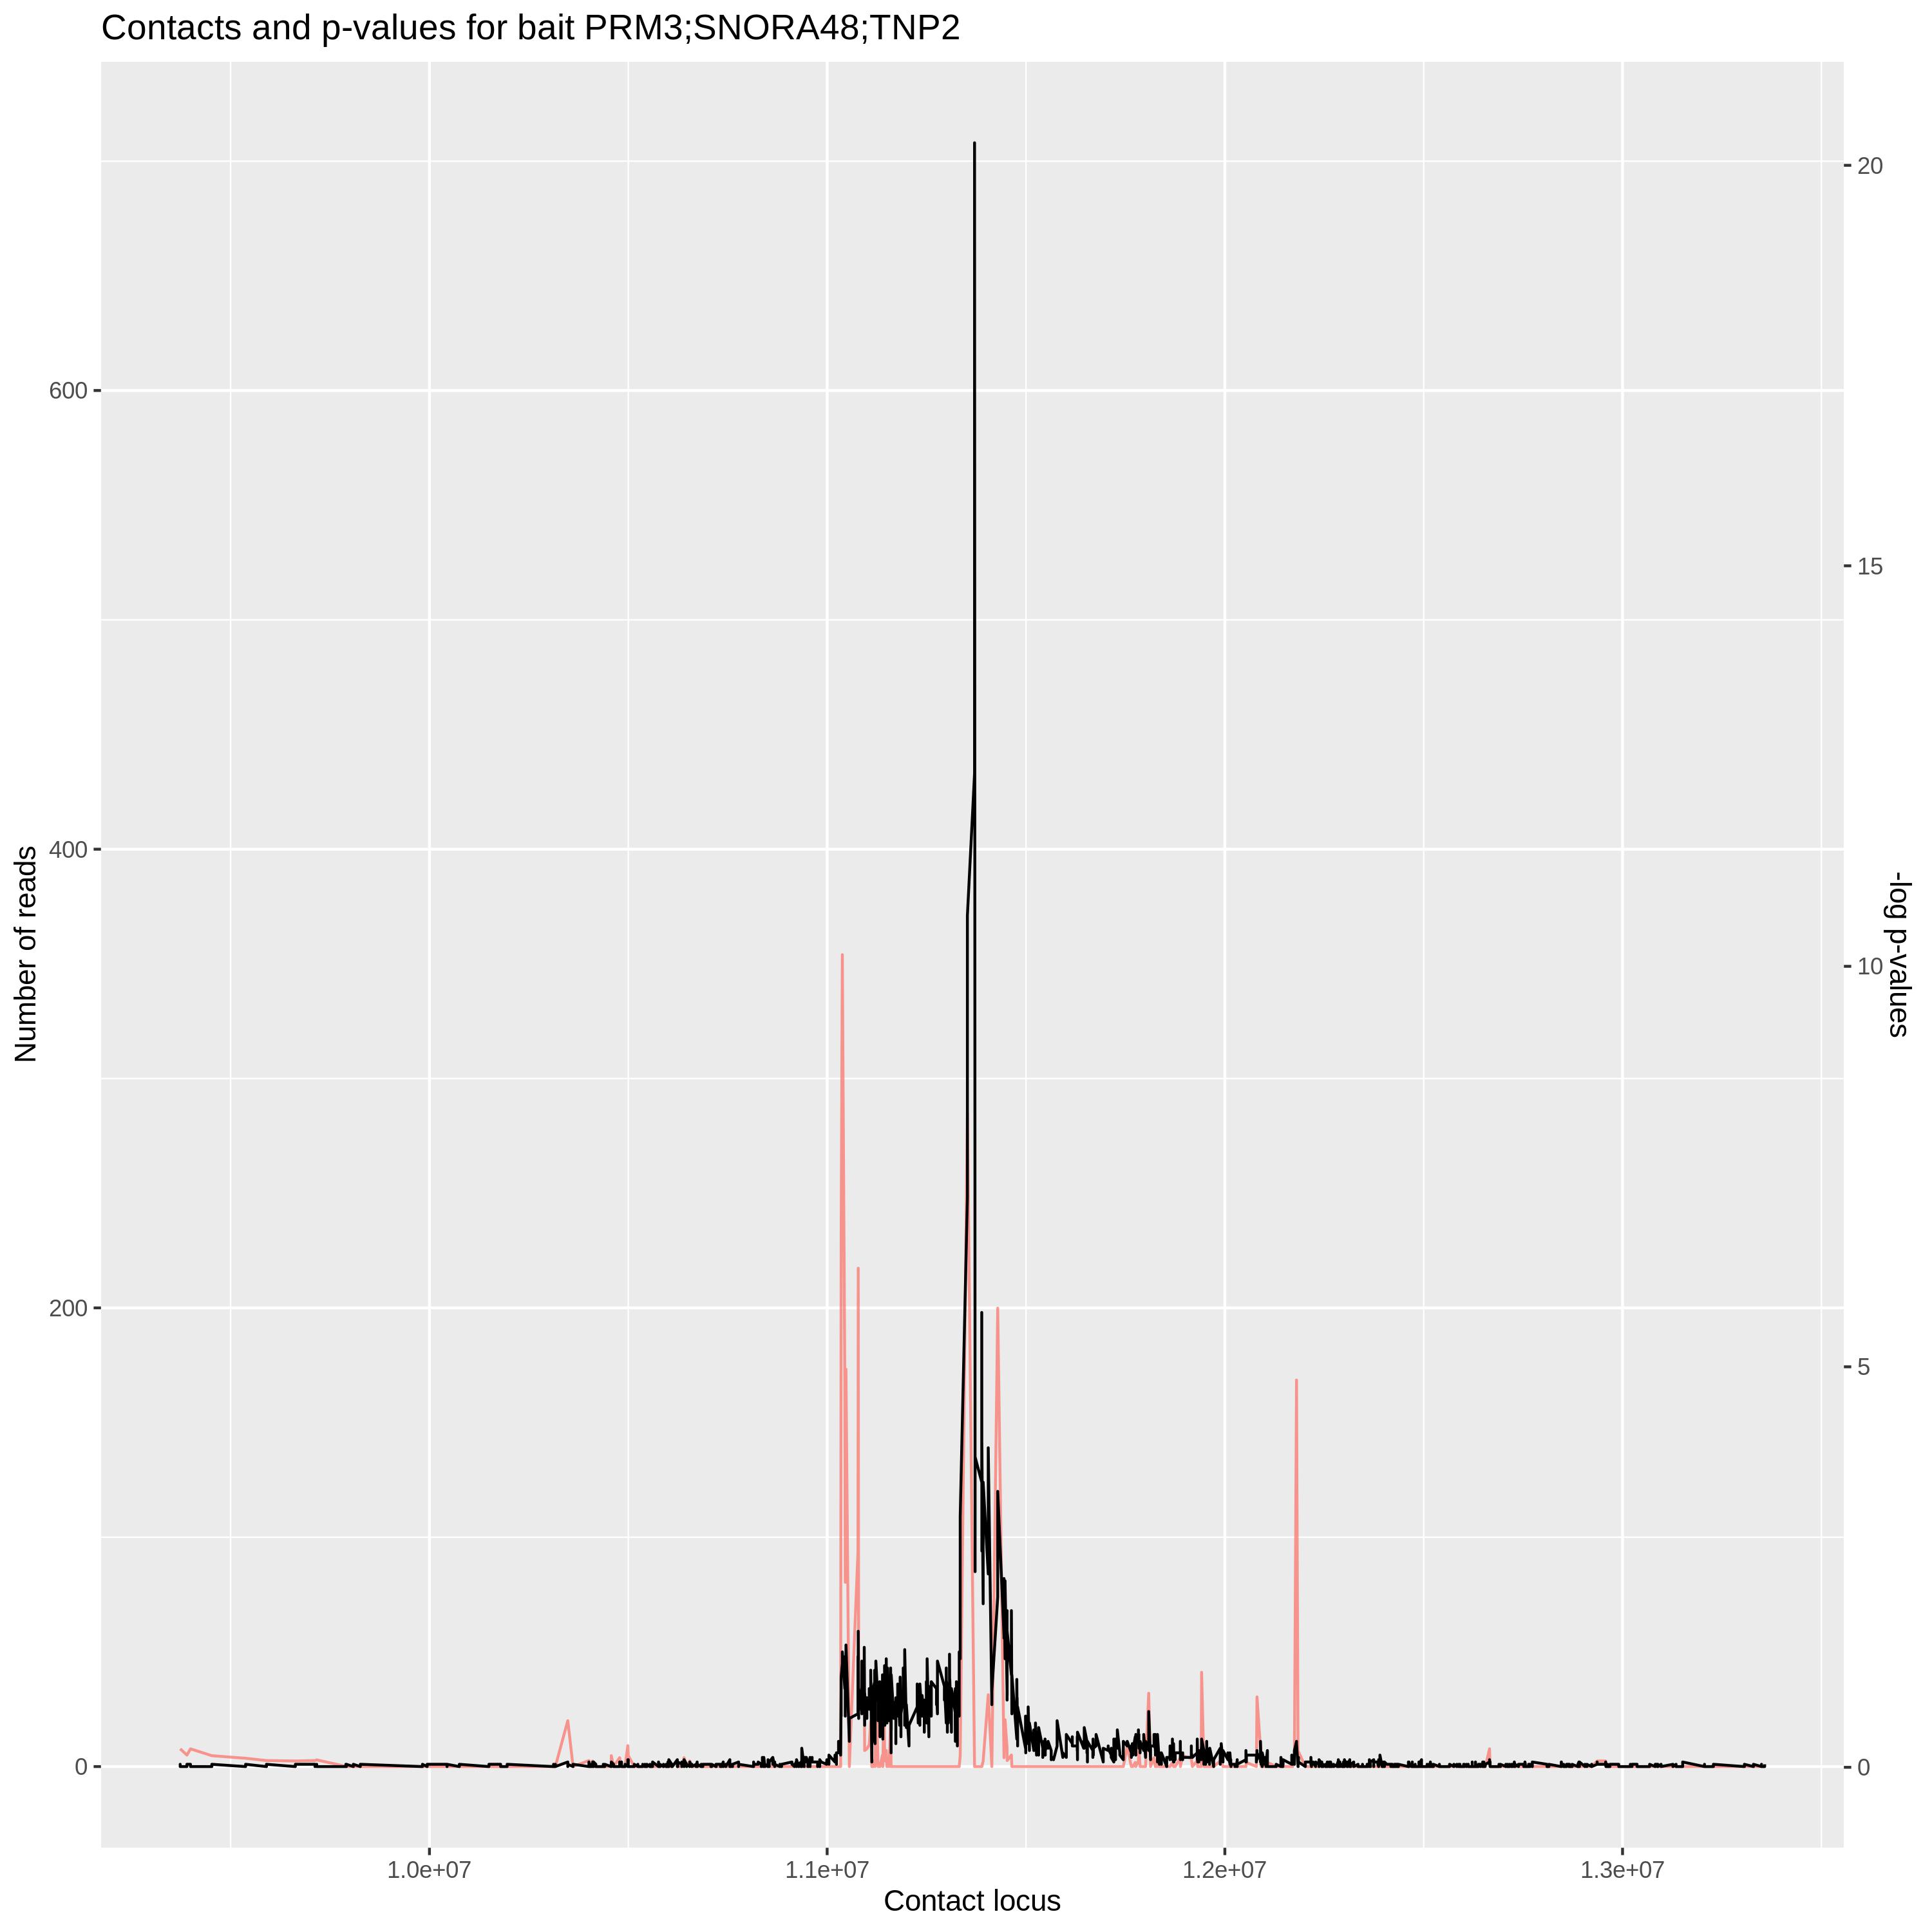 Contacts and p-values for bait PRM3;SNORA48;TNP2
Number of reads
600
400
200
0
20
15
10
5
0
-log p-values
1.0e+07
1.1e+07
1.2e+07
1.3e+07
Contact locus